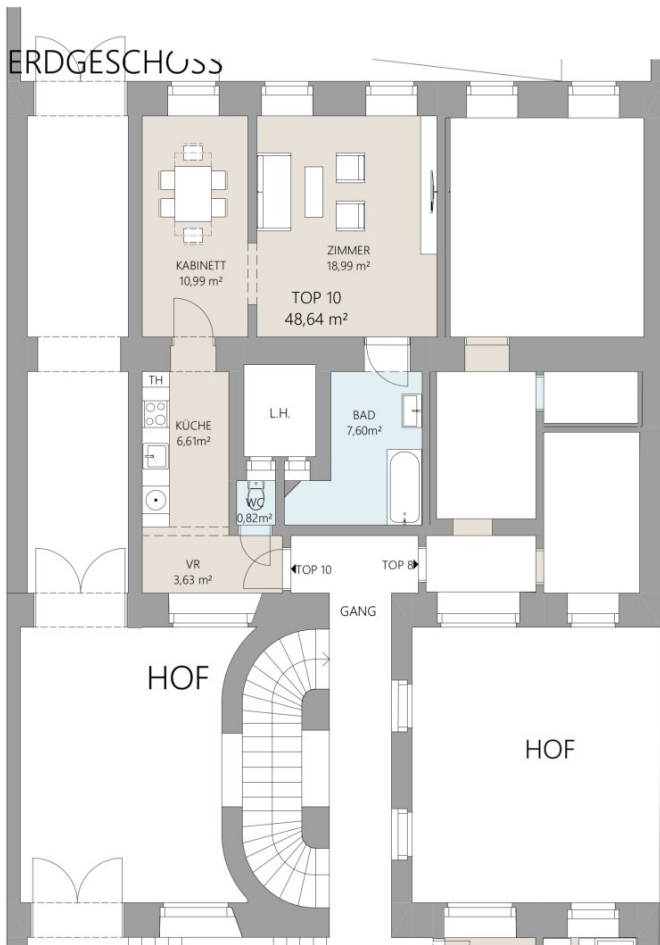 ERDGESCHOSS
KABINETT
10,99 m²
ZIMMER
18,99 m²
TOP 10
48,64 m²
TH
KÜCHE
6,61m²
L.H.
BAD
7,60m²
WC
0,82m²
VR
3,63 m²
TOP 10
TOP 8
GANG
HOF
HOF